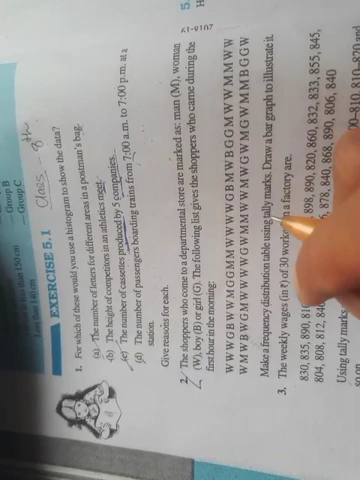 Less than 140 cm
than 150 cm
Group B
Group C
Class - 8 th
EXERCISE 5.1
1. For which of these would you use a histogram to show the data?
(a) The number of letters for different areas in a postman's bag.
(b) The height of competitors in an athletics meet.
(c) The number of cassettes produced by 5 companies.
(d) The number of passengers boarding trains from 7:00 a.m. to 7:00 p.m. at a
station.
Give reasons for each.
2. The shoppers who come to a departmental store are marked as: man (M), woman
(W), boy (B) or girl (G). The following list gives the shoppers who came during the
first hour in the morning:
W W W G B W W M G G M M W W W W G B M W B G G M W W M M W W
W M W B W G M W W W W G W M M W W M W G W M G W M M B G G W
Make a frequency distribution table using tally marks. Draw a bar graph to illustrate it.
3. The weekly wages (in ₹) of 30 workers in a factory are.
830, 835, 890, 81 898, 890, 820, 860, 832, 833, 855, 845,
804, 808, 812, 84 878, 840, 868, 890, 806, 840
Using tally marks 810–820 and
so on
5.
H